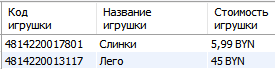 Код игрушки Название игрушки Стоимость игрушки
4814220017801 Слинки 5,99 BYN
4814220013117 Лего 45 BYN